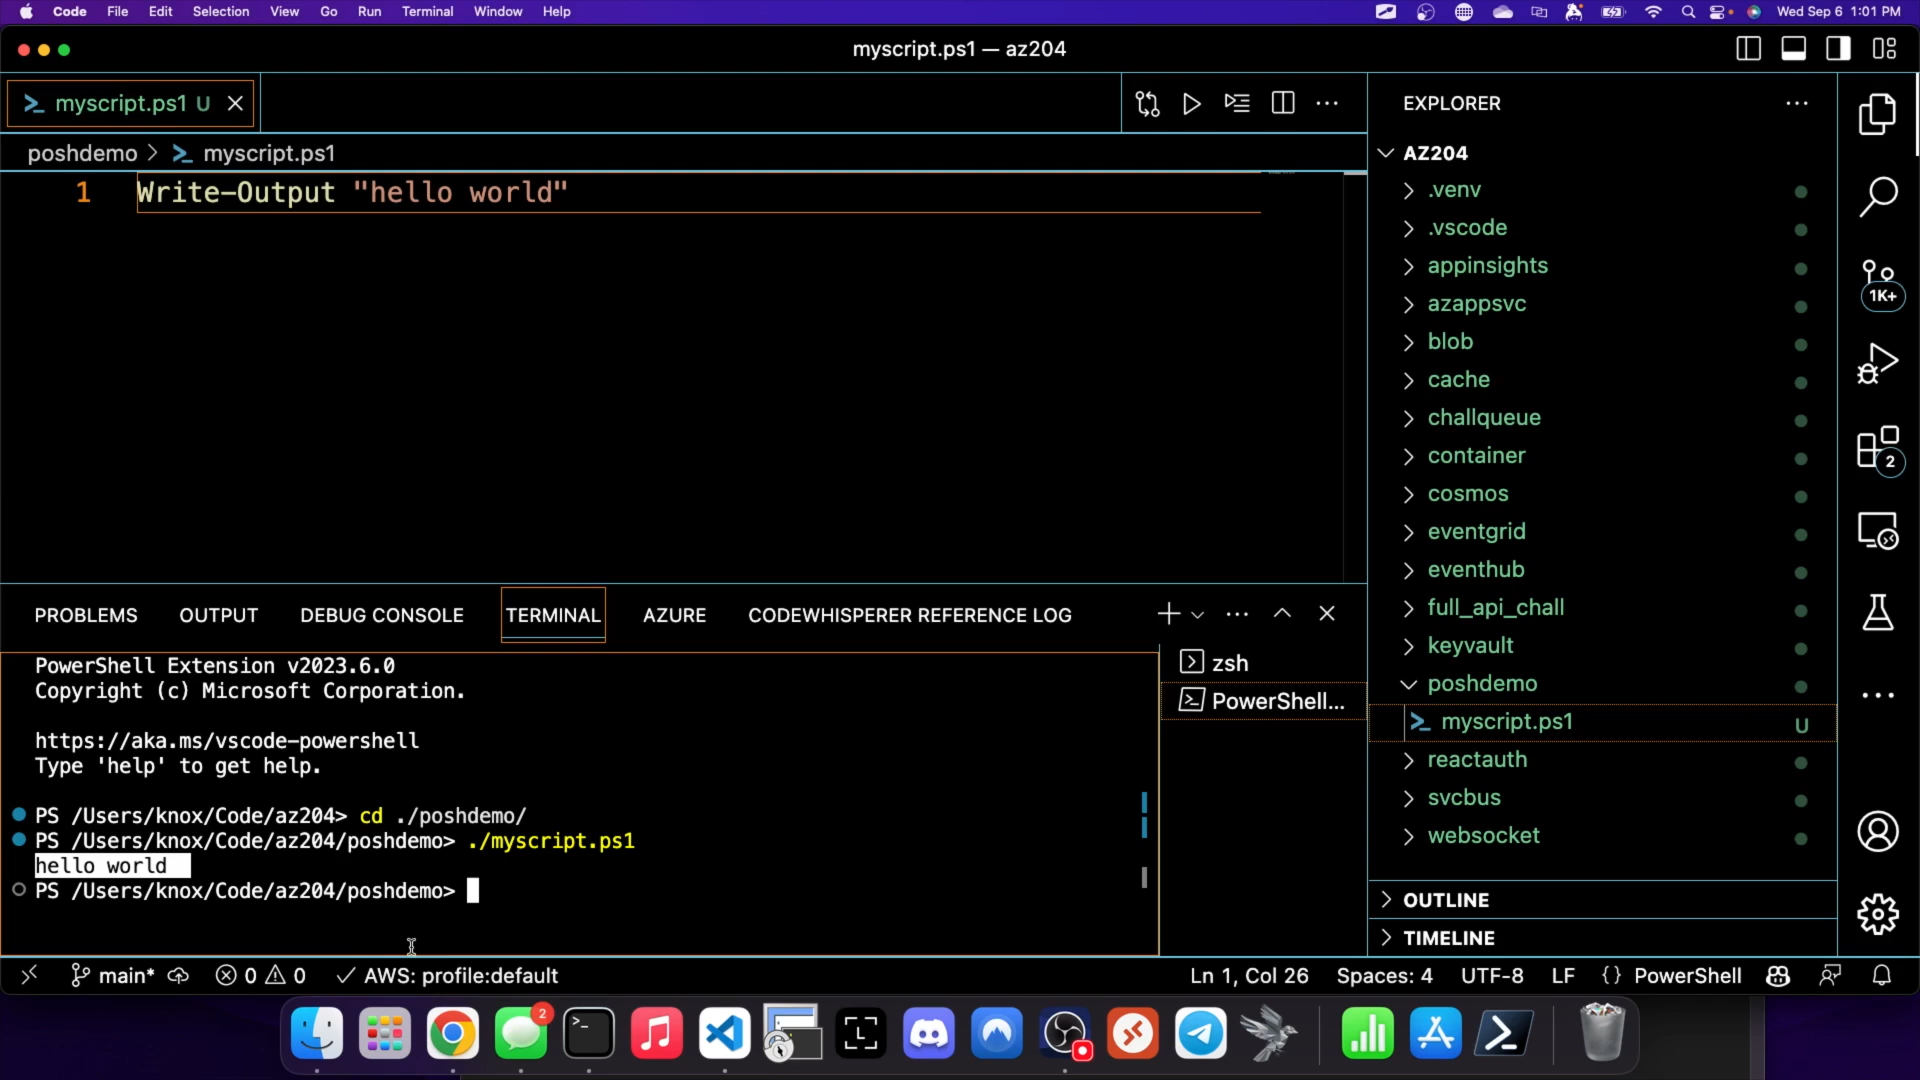 Code File Edit Selection View Go Run Terminal Window Help Wed Sep 6 1:01 PM
myscript.ps1 — az204
myscript.ps1 U
poshdemo > myscript.ps1
1 Write-Output "hello world"
PROBLEMS OUTPUT DEBUG CONSOLE TERMINAL AZURE CODEWHISPERER REFERENCE LOG
PowerShell Extension v2023.6.0
Copyright (c) Microsoft Corporation.
https://aka.ms/vscode-powershell
Type 'help' to get help.
PS /Users/knox/Code/az204> cd ./poshdemo/
PS /Users/knox/Code/az204/poshdemo> ./myscript.ps1
hello world
PS /Users/knox/Code/az204/poshdemo>
zsh
PowerShell...
EXPLORER
AZ204
.venv
.vscode
appinsights
azappsvc
blob
cache
challqueue
container
cosmos
eventgrid
eventhub
full_api_chall
keyvault
poshdemo
myscript.ps1 U
reactauth
svcbus
websocket
OUTLINE
TIMELINE
1K+
2
main* 0 0 AWS: profile:default Ln 1, Col 26 Spaces: 4 UTF-8 LF {} PowerShell
2